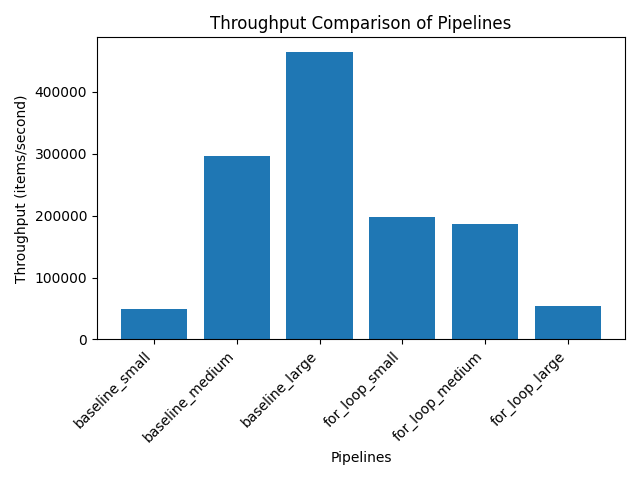 Throughput Comparison of Pipelines
Throughput (items/second)
400000
300000
200000
100000
0
baseline_small
baseline_medium
baseline_large
for_loop_small
for_loop_medium
for_loop_large
Pipelines